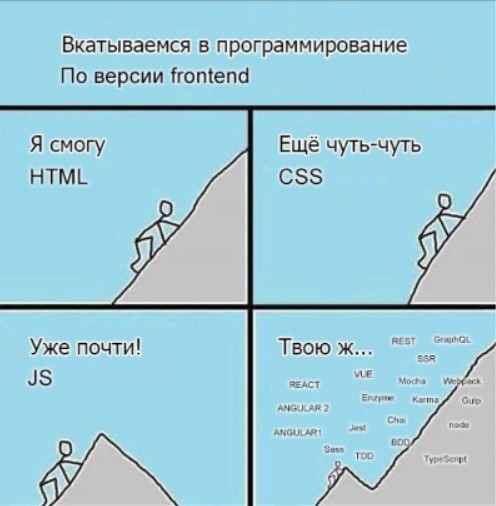 Вкатываемся в программирование
По версии frontend
Я смогу
HTML
Ещё чуть-чуть
CSS
Уже почти!
JS
Твою ж...
REST GraphQL
SSR
VUE
REACT
Mocha Webpack
Enzyme Karma Gulp
ANGULAR 2
Chai
Jest
node
ANGULAR1
BDD
Sass
TDD
TypeScript